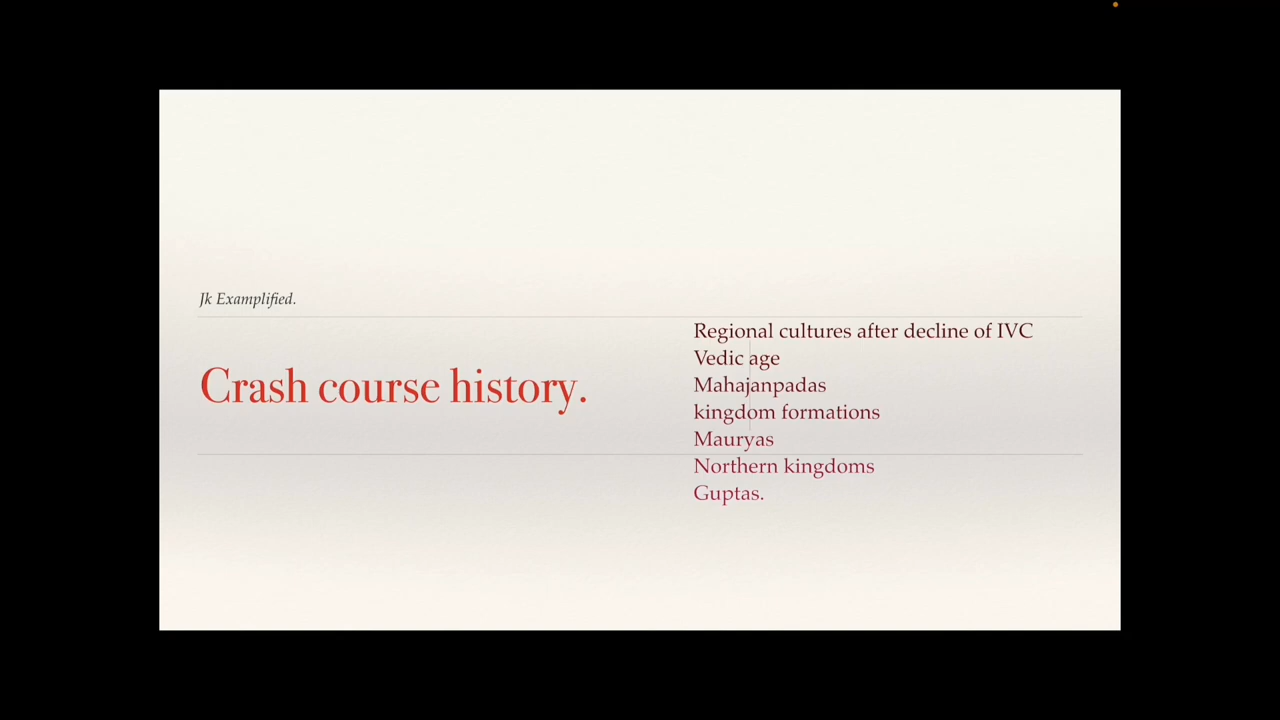 Jk Examplified.
Crash course history.
Regional cultures after decline of IVC
Vedic age
Mahajanpadas
kingdom formations
Mauryas
Northern kingdoms
Guptas.